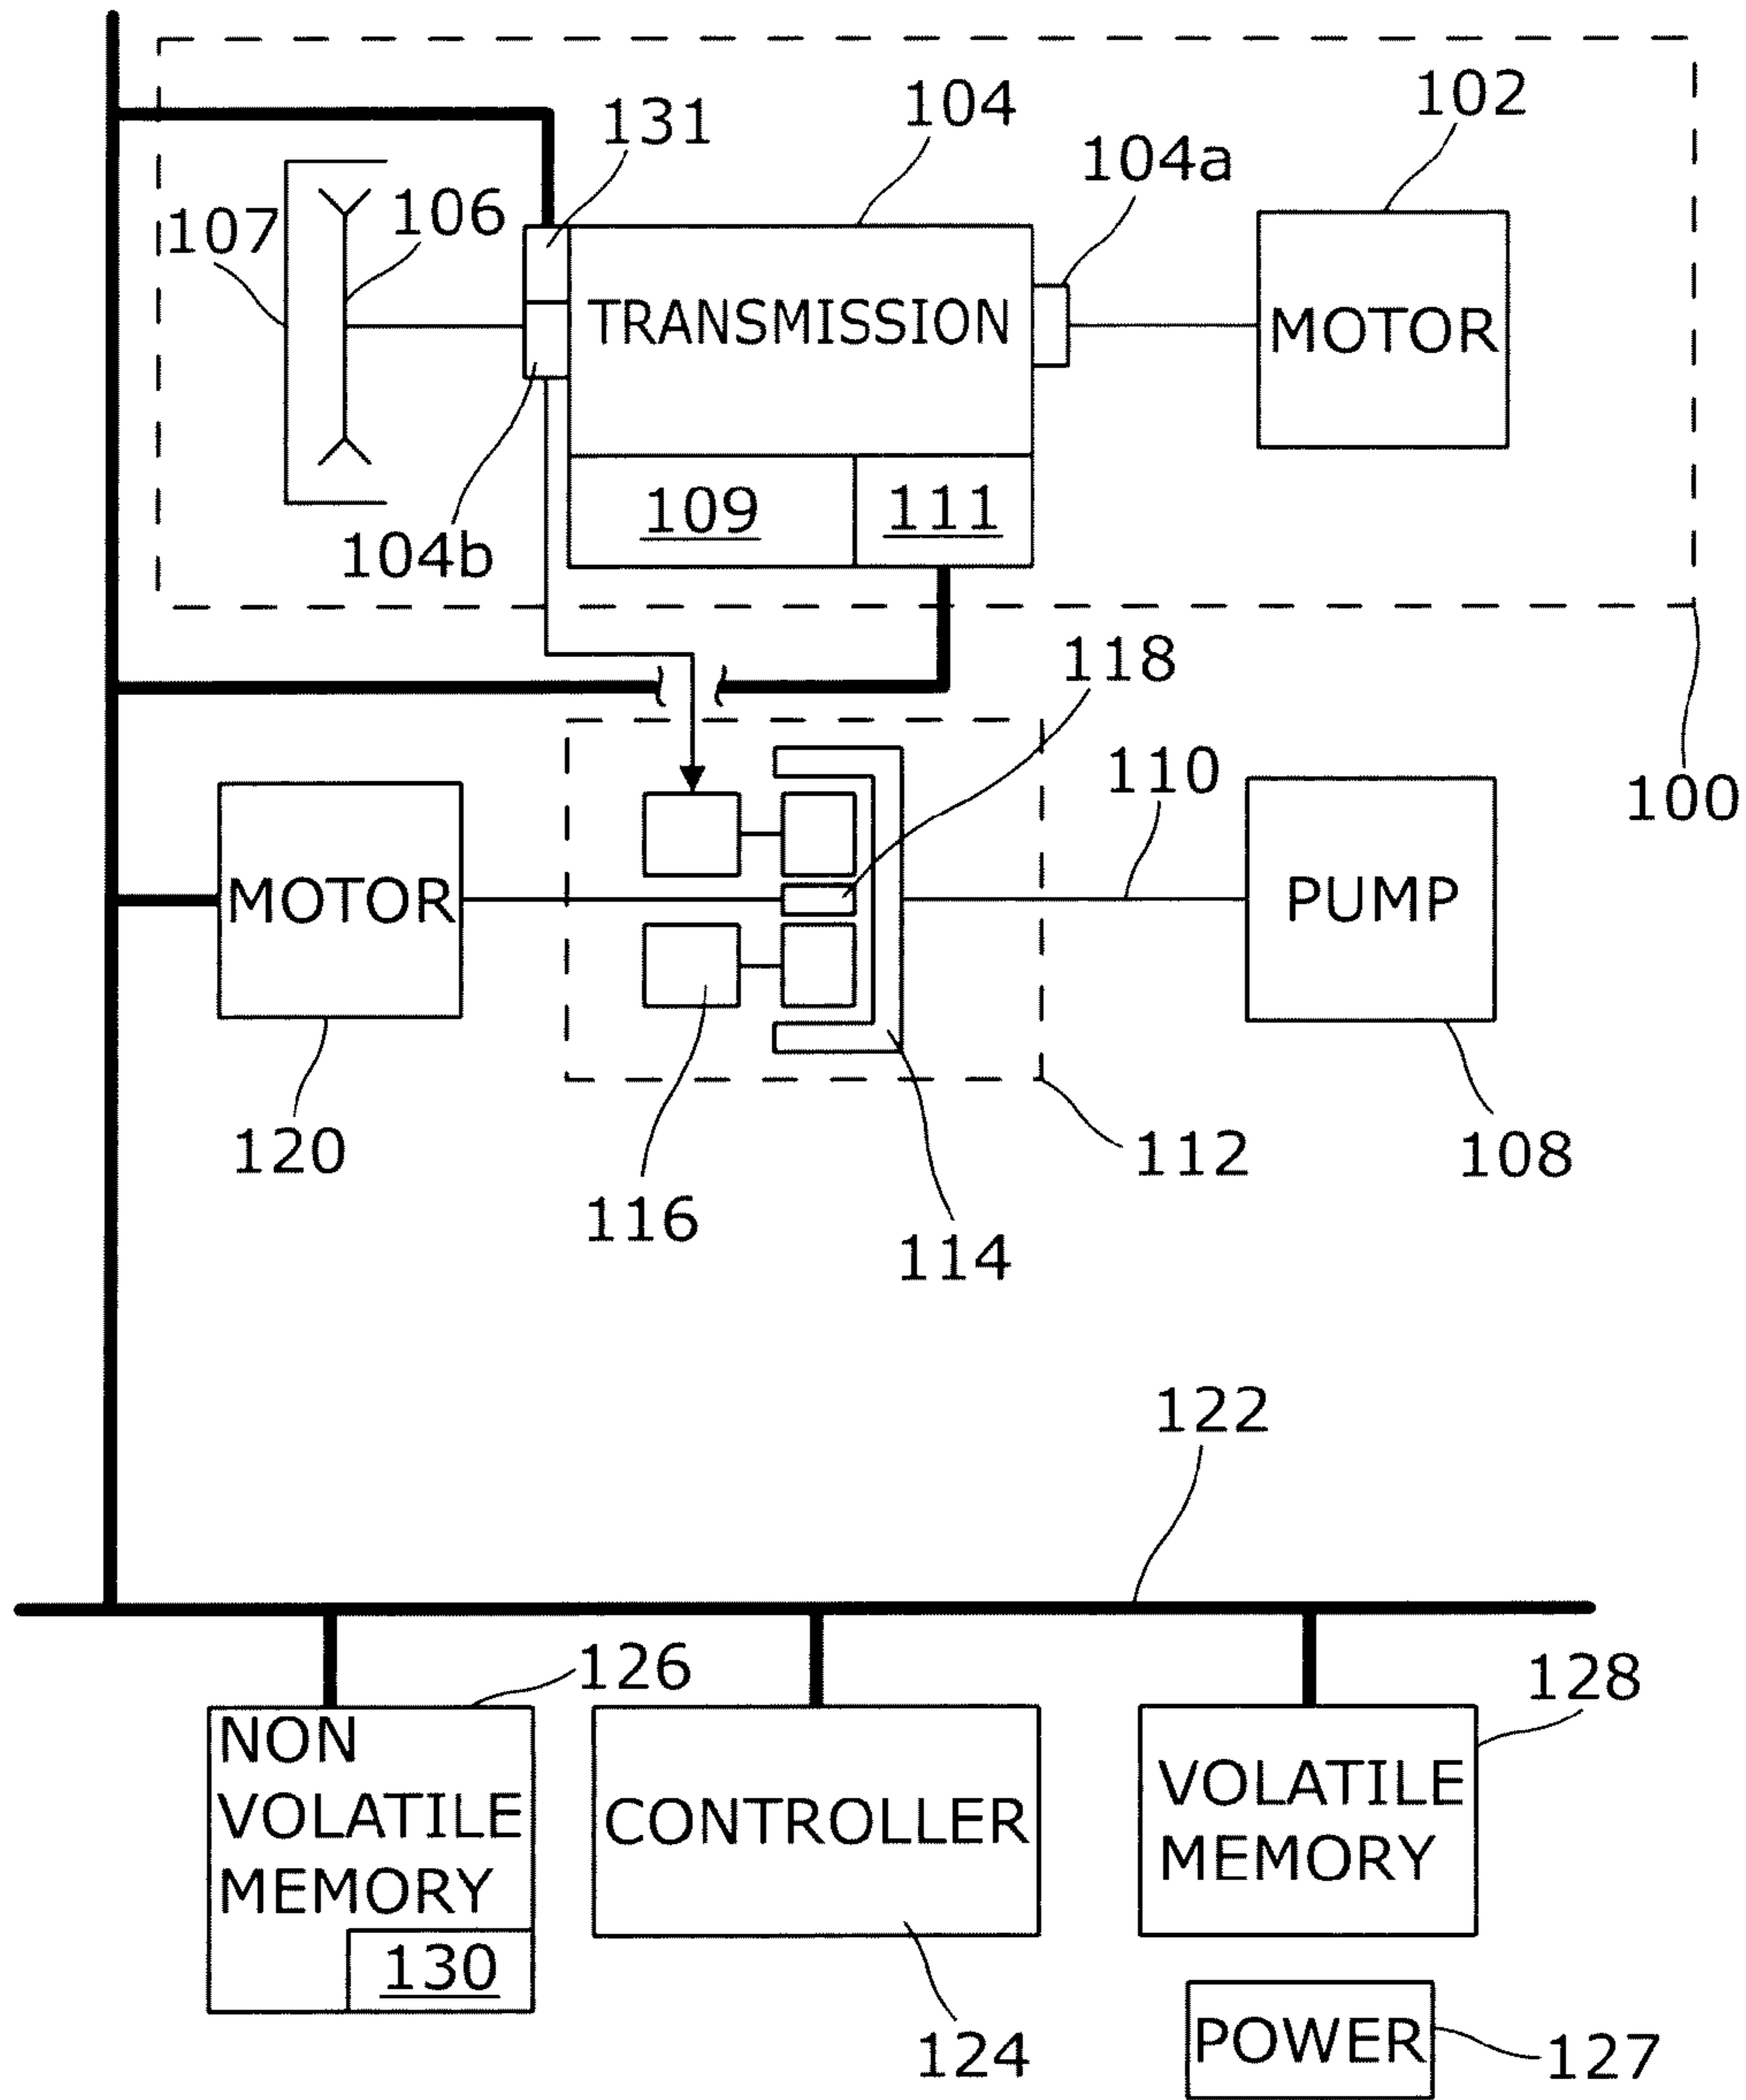 102
104
131
104a
106
107
TRANSMISSION
MOTOR
109
111
104b
118
110
100
MOTOR
PUMP
120
112
108
116
114
122
126
128
NON
VOLATILE
MEMORY
130
CONTROLLER
VOLATILE
MEMORY
124
POWER
127